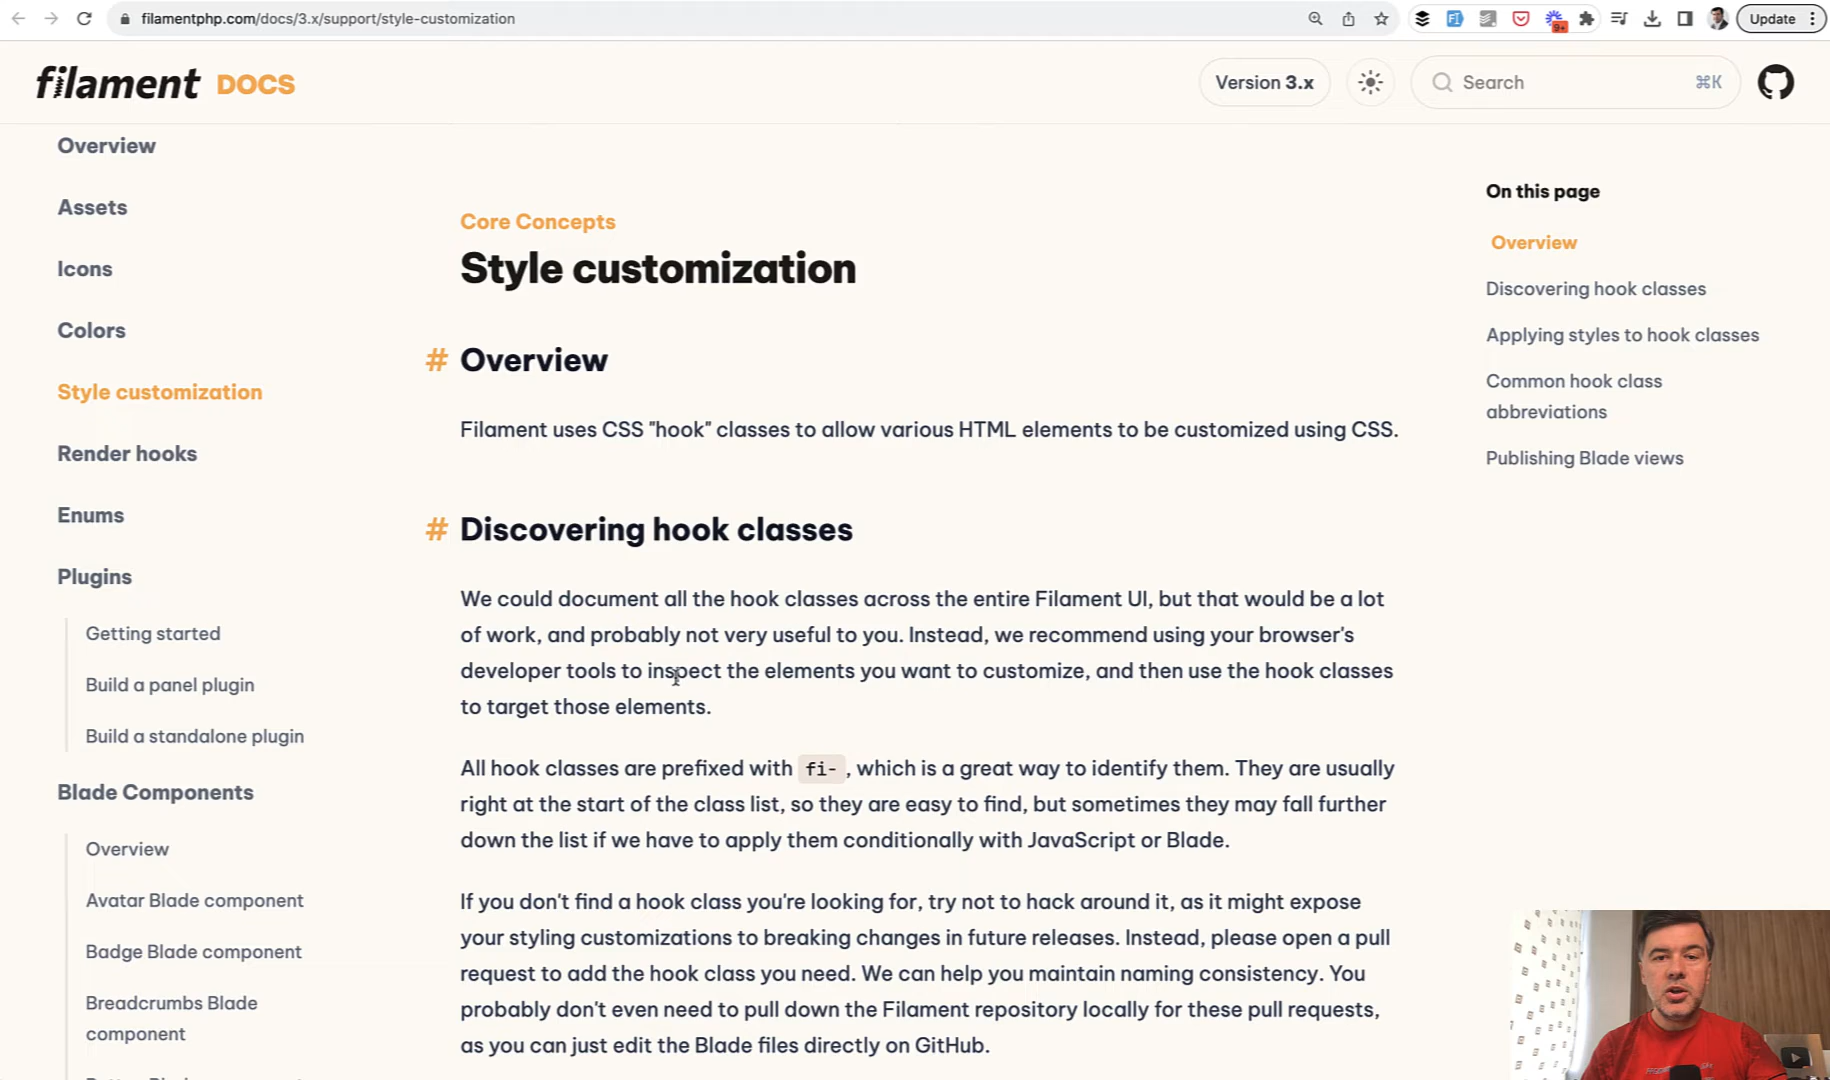 filamentphp.com/docs/3.x/support/style-customization
9+
Update
filament DOCS
Version 3.x
Search
⌘K
Overview
Assets
Icons
Colors
Style customization
Render hooks
Enums
Plugins
Getting started
Build a panel plugin
Build a standalone plugin
Blade Components
Overview
Avatar Blade component
Badge Blade component
Breadcrumbs Blade
component
Core Concepts
Style customization
# Overview
Filament uses CSS "hook" classes to allow various HTML elements to be customized using CSS.
# Discovering hook classes
We could document all the hook classes across the entire Filament UI, but that would be a lot
of work, and probably not very useful to you. Instead, we recommend using your browser's
developer tools to inspect the elements you want to customize, and then use the hook classes
to target those elements.
All hook classes are prefixed with fi- , which is a great way to identify them. They are usually
right at the start of the class list, so they are easy to find, but sometimes they may fall further
down the list if we have to apply them conditionally with JavaScript or Blade.
If you don't find a hook class you're looking for, try not to hack around it, as it might expose
your styling customizations to breaking changes in future releases. Instead, please open a pull
request to add the hook class you need. We can help you maintain naming consistency. You
probably don't even need to pull down the Filament repository locally for these pull requests,
as you can just edit the Blade files directly on GitHub.
On this page
Overview
Discovering hook classes
Applying styles to hook classes
Common hook class
abbreviations
Publishing Blade views